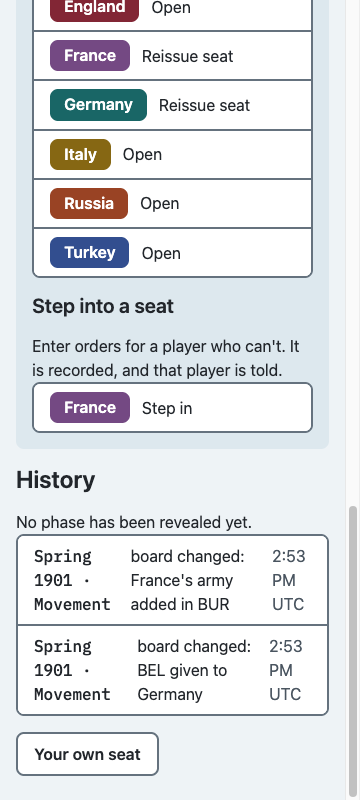 England Open
France Reissue seat
Germany Reissue seat
Italy Open
Russia Open
Turkey Open
Step into a seat
Enter orders for a player who can't. It
is recorded, and that player is told.
France Step in
History
No phase has been revealed yet.
Spring board changed: 2:53
1901 · France's army PM
Movement added in BUR UTC
Spring board changed: 2:53
1901 · BEL given to PM
Movement Germany UTC
Your own seat